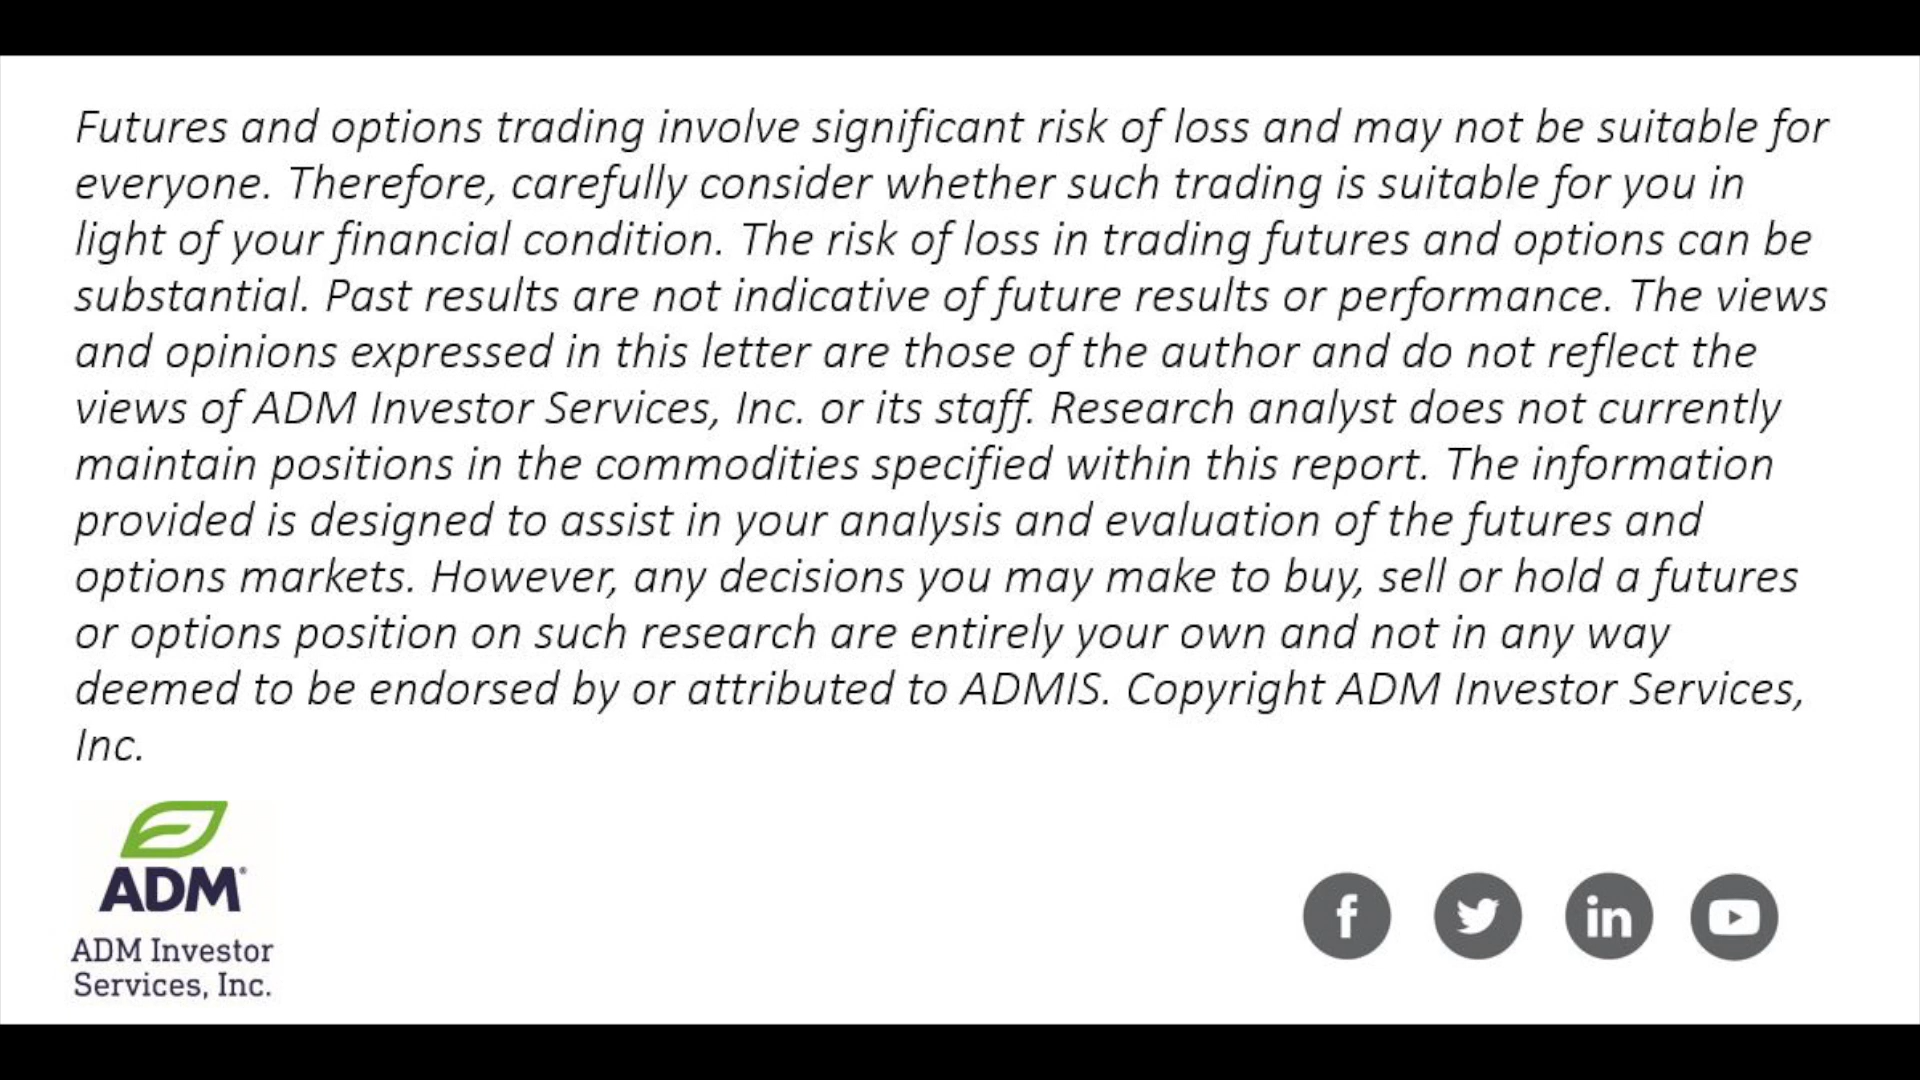 Futures and options trading involve significant risk of loss and may not be suitable for
everyone. Therefore, carefully consider whether such trading is suitable for you in
light of your financial condition. The risk of loss in trading futures and options can be
substantial. Past results are not indicative of future results or performance. The views
and opinions expressed in this letter are those of the author and do not reflect the
views of ADM Investor Services, Inc. or its staff. Research analyst does not currently
maintain positions in the commodities specified within this report. The information
provided is designed to assist in your analysis and evaluation of the futures and
options markets. However, any decisions you may make to buy, sell or hold a futures
or options position on such research are entirely your own and not in any way
deemed to be endorsed by or attributed to ADMIS. Copyright ADM Investor Services,
Inc.
ADM®
ADM Investor
Services, Inc.
f
in